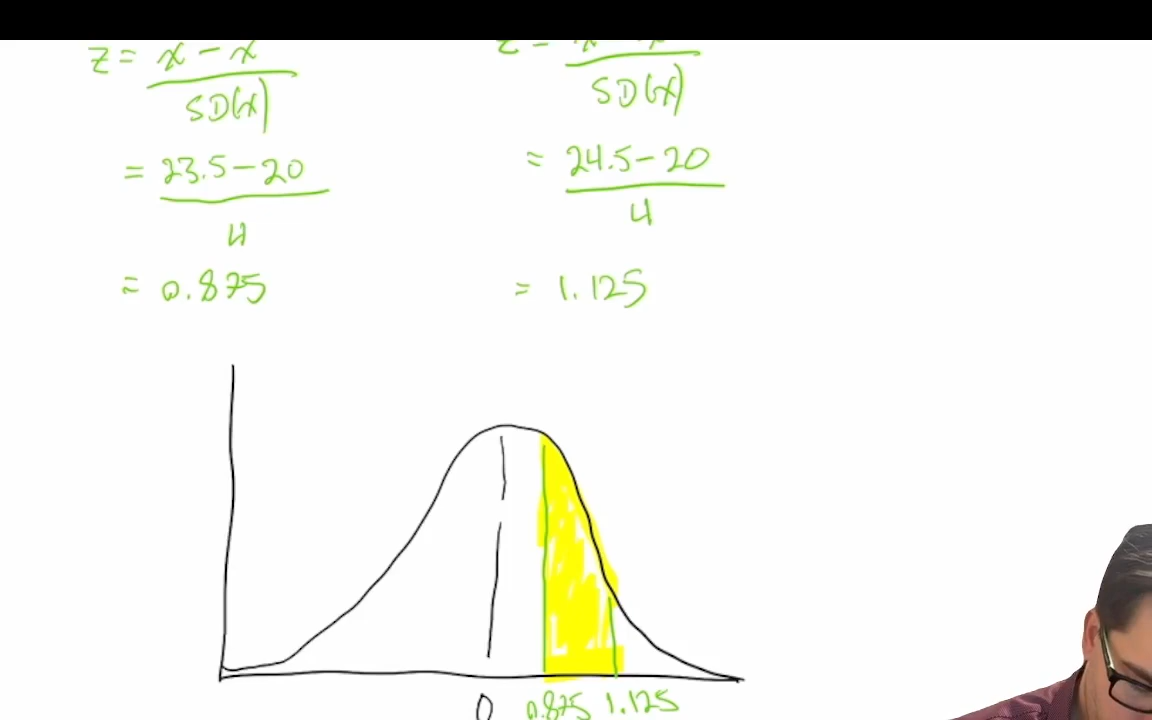 z = x - x̄
SD(x)
= 23.5 - 20
4
= 0.875
z = x - x̄
SD(x)
= 24.5 - 20
4
= 1.125
0 0.875 1.125